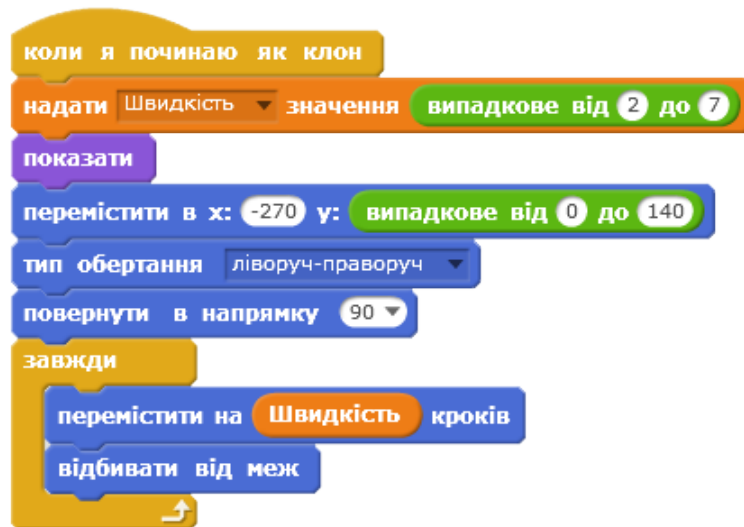 коли я починаю як клон
надати Швидкість значення випадкове від 2 до 7
показати
перемістити в x: -270 y: випадкове від 0 до 140
тип обертання ліворуч-праворуч
повернути в напрямку 90
завжди
перемістити на Швидкість кроків
відбивати від меж